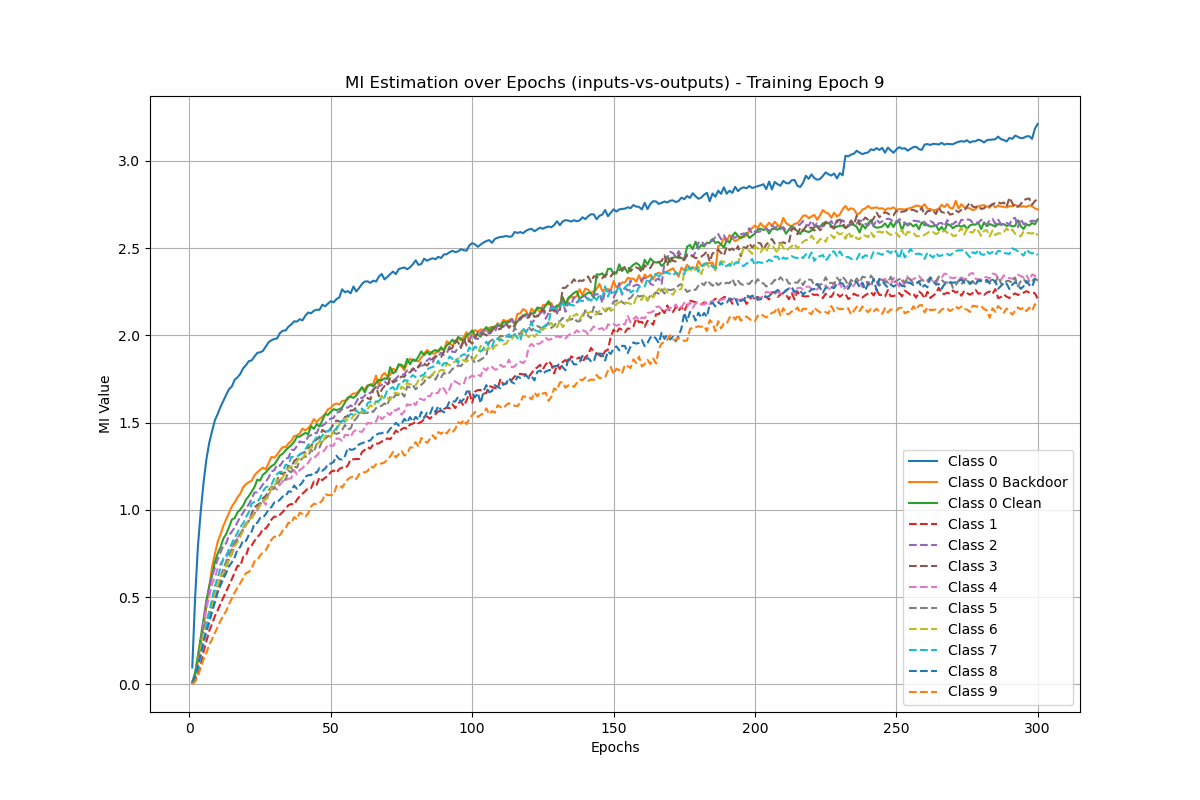 MI Estimation over Epochs (inputs-vs-outputs) - Training Epoch 9
MI Value
3.0
2.5
2.0
1.5
1.0
0.5
0.0
0 50 100 150 200 250 300
Epochs
Class 0
Class 0 Backdoor
Class 0 Clean
Class 1
Class 2
Class 3
Class 4
Class 5
Class 6
Class 7
Class 8
Class 9